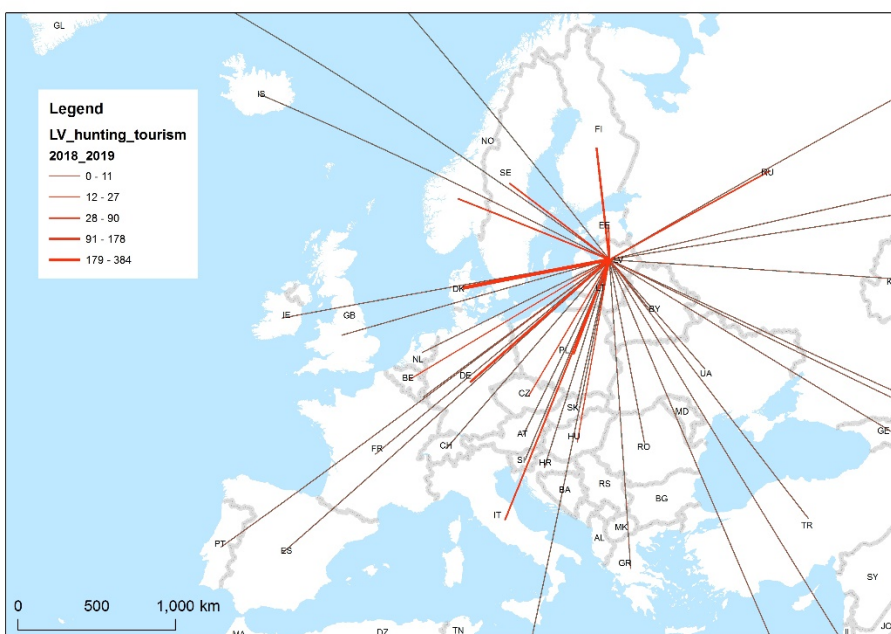 GL
IS
Legend
LV_hunting_tourism
2018_2019
0 - 11
12 - 27
28 - 90
91 - 178
179 - 384
NO
FI
SE
RU
EE
LV
DK
LT
K
IE
GB
BY
NL
PL
BE
DE
CZ
UA
SK
MD
AT
HU
GE
FR
CH
RO
SI
HR
BA
RS
BG
IT
MK
TR
PT
ES
AL
GR
SY
0 500 1,000 km
MA
DZ
TN
IL
JO